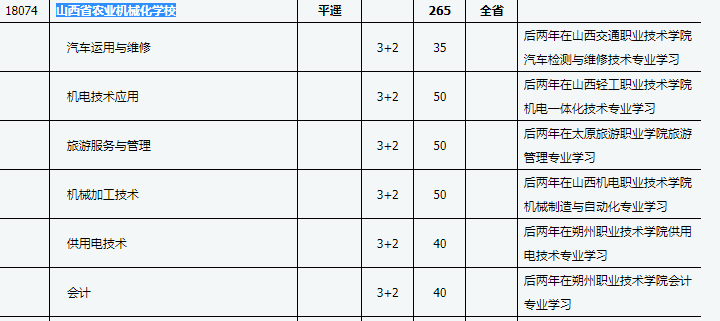 18074 山西省农业机械化学校 平遥 265 全省
汽车运用与维修 3+2 35 后两年在山西交通职业技术学院
汽车检测与维修技术专业学习
机电技术应用 3+2 50 后两年在山西轻工职业技术学院
机电一体化技术专业学习
旅游服务与管理 3+2 50 后两年在太原旅游职业学院旅游
管理专业学习
机械加工技术 3+2 50 后两年在山西机电职业技术学院
机械制造与自动化专业学习
供用电技术 3+2 40 后两年在朔州职业技术学院供用
电技术专业学习
会计 3+2 40 后两年在朔州职业技术学院会计
专业学习